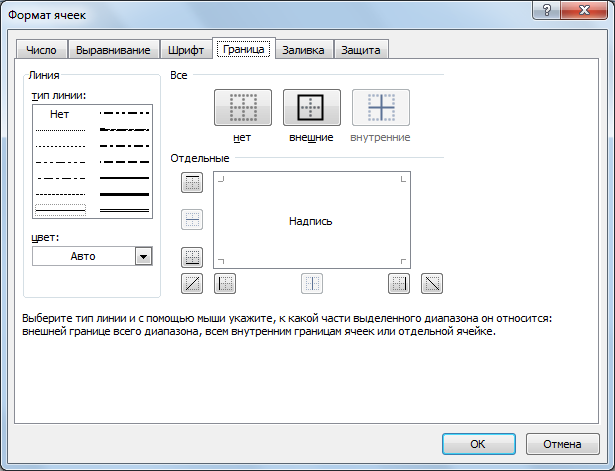 Формат ячеек
Число
Выравнивание
Шрифт
Граница
Заливка
Защита
Линия
тип линии:
Нет
цвет:
Авто
Все
нет
внешние
внутренние
Отдельные
Надпись
Выберите тип линии и с помощью мыши укажите, к какой части выделенного диапазона он относится:
внешней границе всего диапазона, всем внутренним границам ячеек или отдельной ячейке.
ОК
Отмена